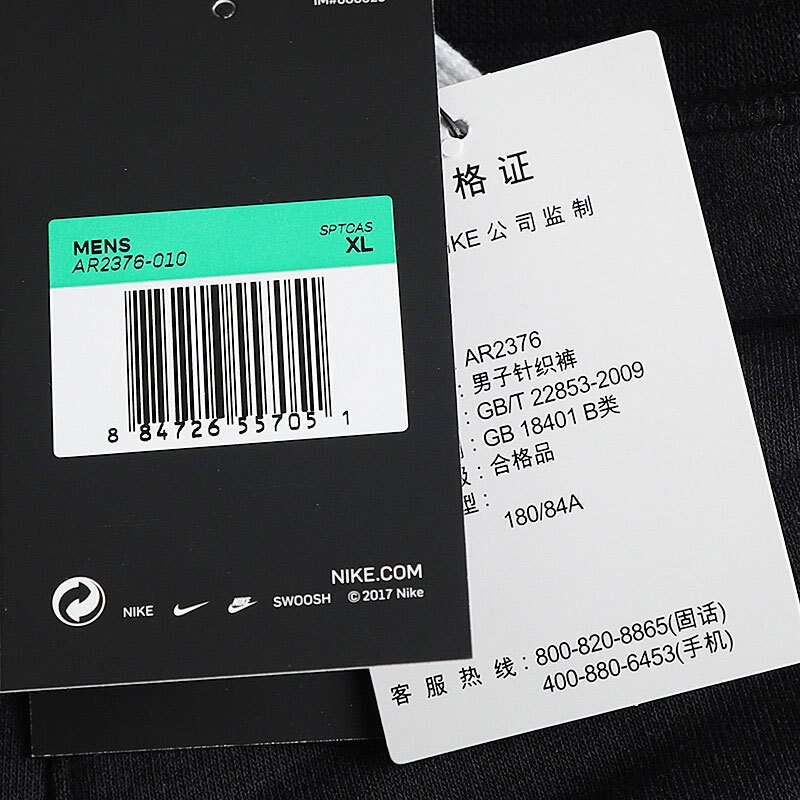 MENS
AR2376-010
SPTCAS
XL
8 84726 55705 1
NIKE.COM
NIKE
SWOOSH
© 2017 Nike
格证
公司监制
AR2376
男子针织裤
GB/T 22853-2009
GB 18401 B类
合格品
型:
180/84A
客服热线:800-820-8865(固话)
400-880-6453(手机)